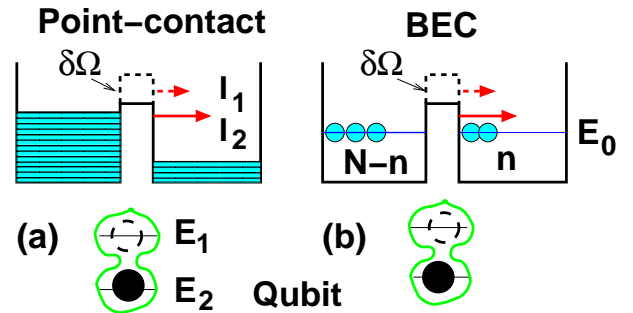 Point-contact BEC
δΩ I₁ δΩ
I₂ E₀
N-n n
(a) E₁ (b)
E₂ Qubit